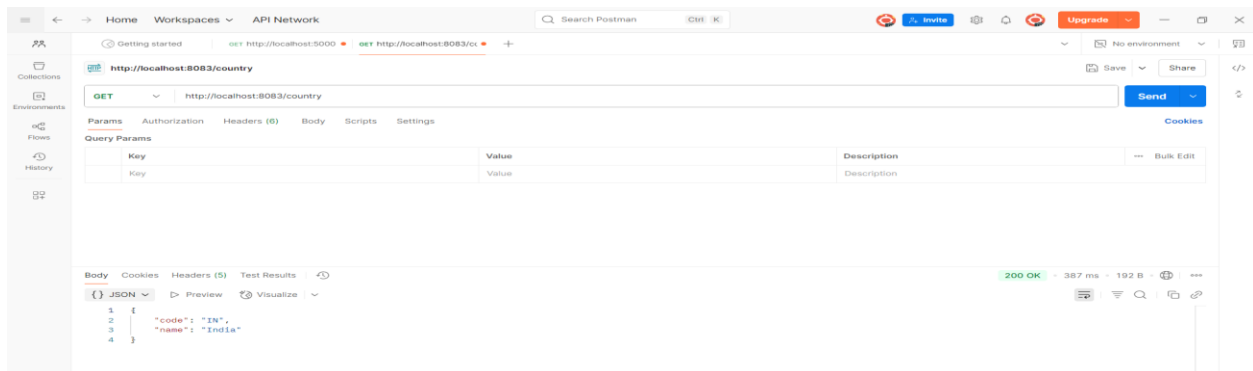 Home Workspaces API Network Search Postman Ctrl K Invite Upgrade
Getting started GET http://localhost:5000 GET http://localhost:8083/cc No environment
Collections
Environments
Flows
History
http://localhost:8083/country Save Share
GET http://localhost:8083/country Send
Params Authorization Headers (6) Body Scripts Settings Cookies
Query Params
Key Value Description Bulk Edit
Key Value Description
Body Cookies Headers (5) Test Results 200 OK 387 ms 192 B
{} JSON Preview Visualize
1 {
2 "code": "IN",
3 "name": "India"
4 }